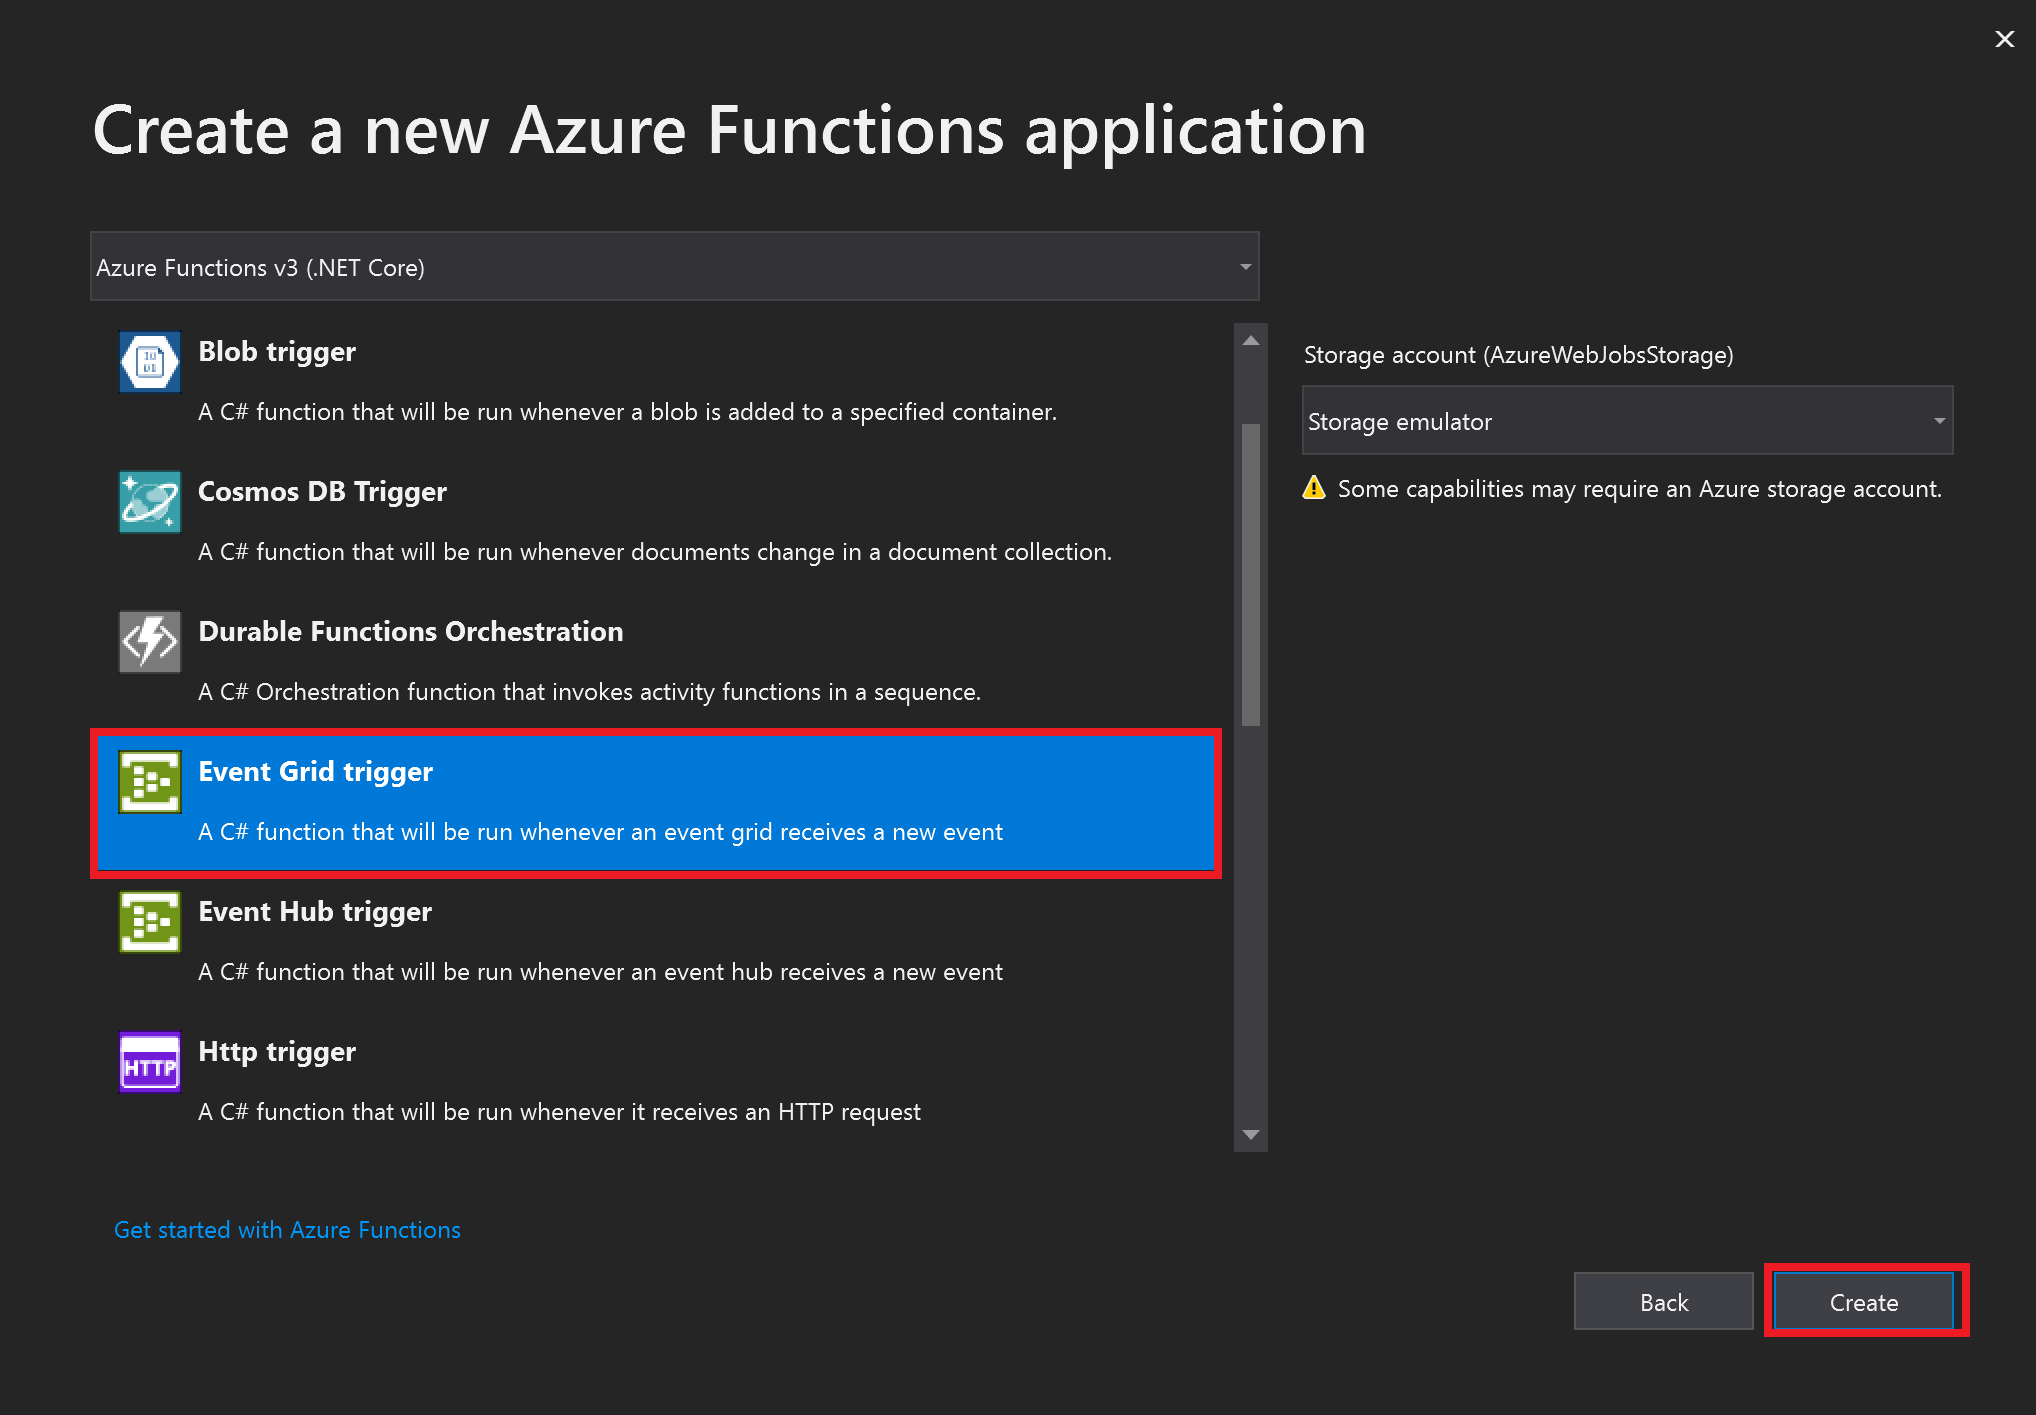 Create a new Azure Functions application
Azure Functions v3 (.NET Core)
Blob trigger
A C# function that will be run whenever a blob is added to a specified container.
Cosmos DB Trigger
A C# function that will be run whenever documents change in a document collection.
Durable Functions Orchestration
A C# Orchestration function that invokes activity functions in a sequence.
Event Grid trigger
A C# function that will be run whenever an event grid receives a new event
Event Hub trigger
A C# function that will be run whenever an event hub receives a new event
HTTP
Http trigger
A C# function that will be run whenever it receives an HTTP request
Storage account (AzureWebJobsStorage)
Storage emulator
Some capabilities may require an Azure storage account.
Get started with Azure Functions
Back
Create